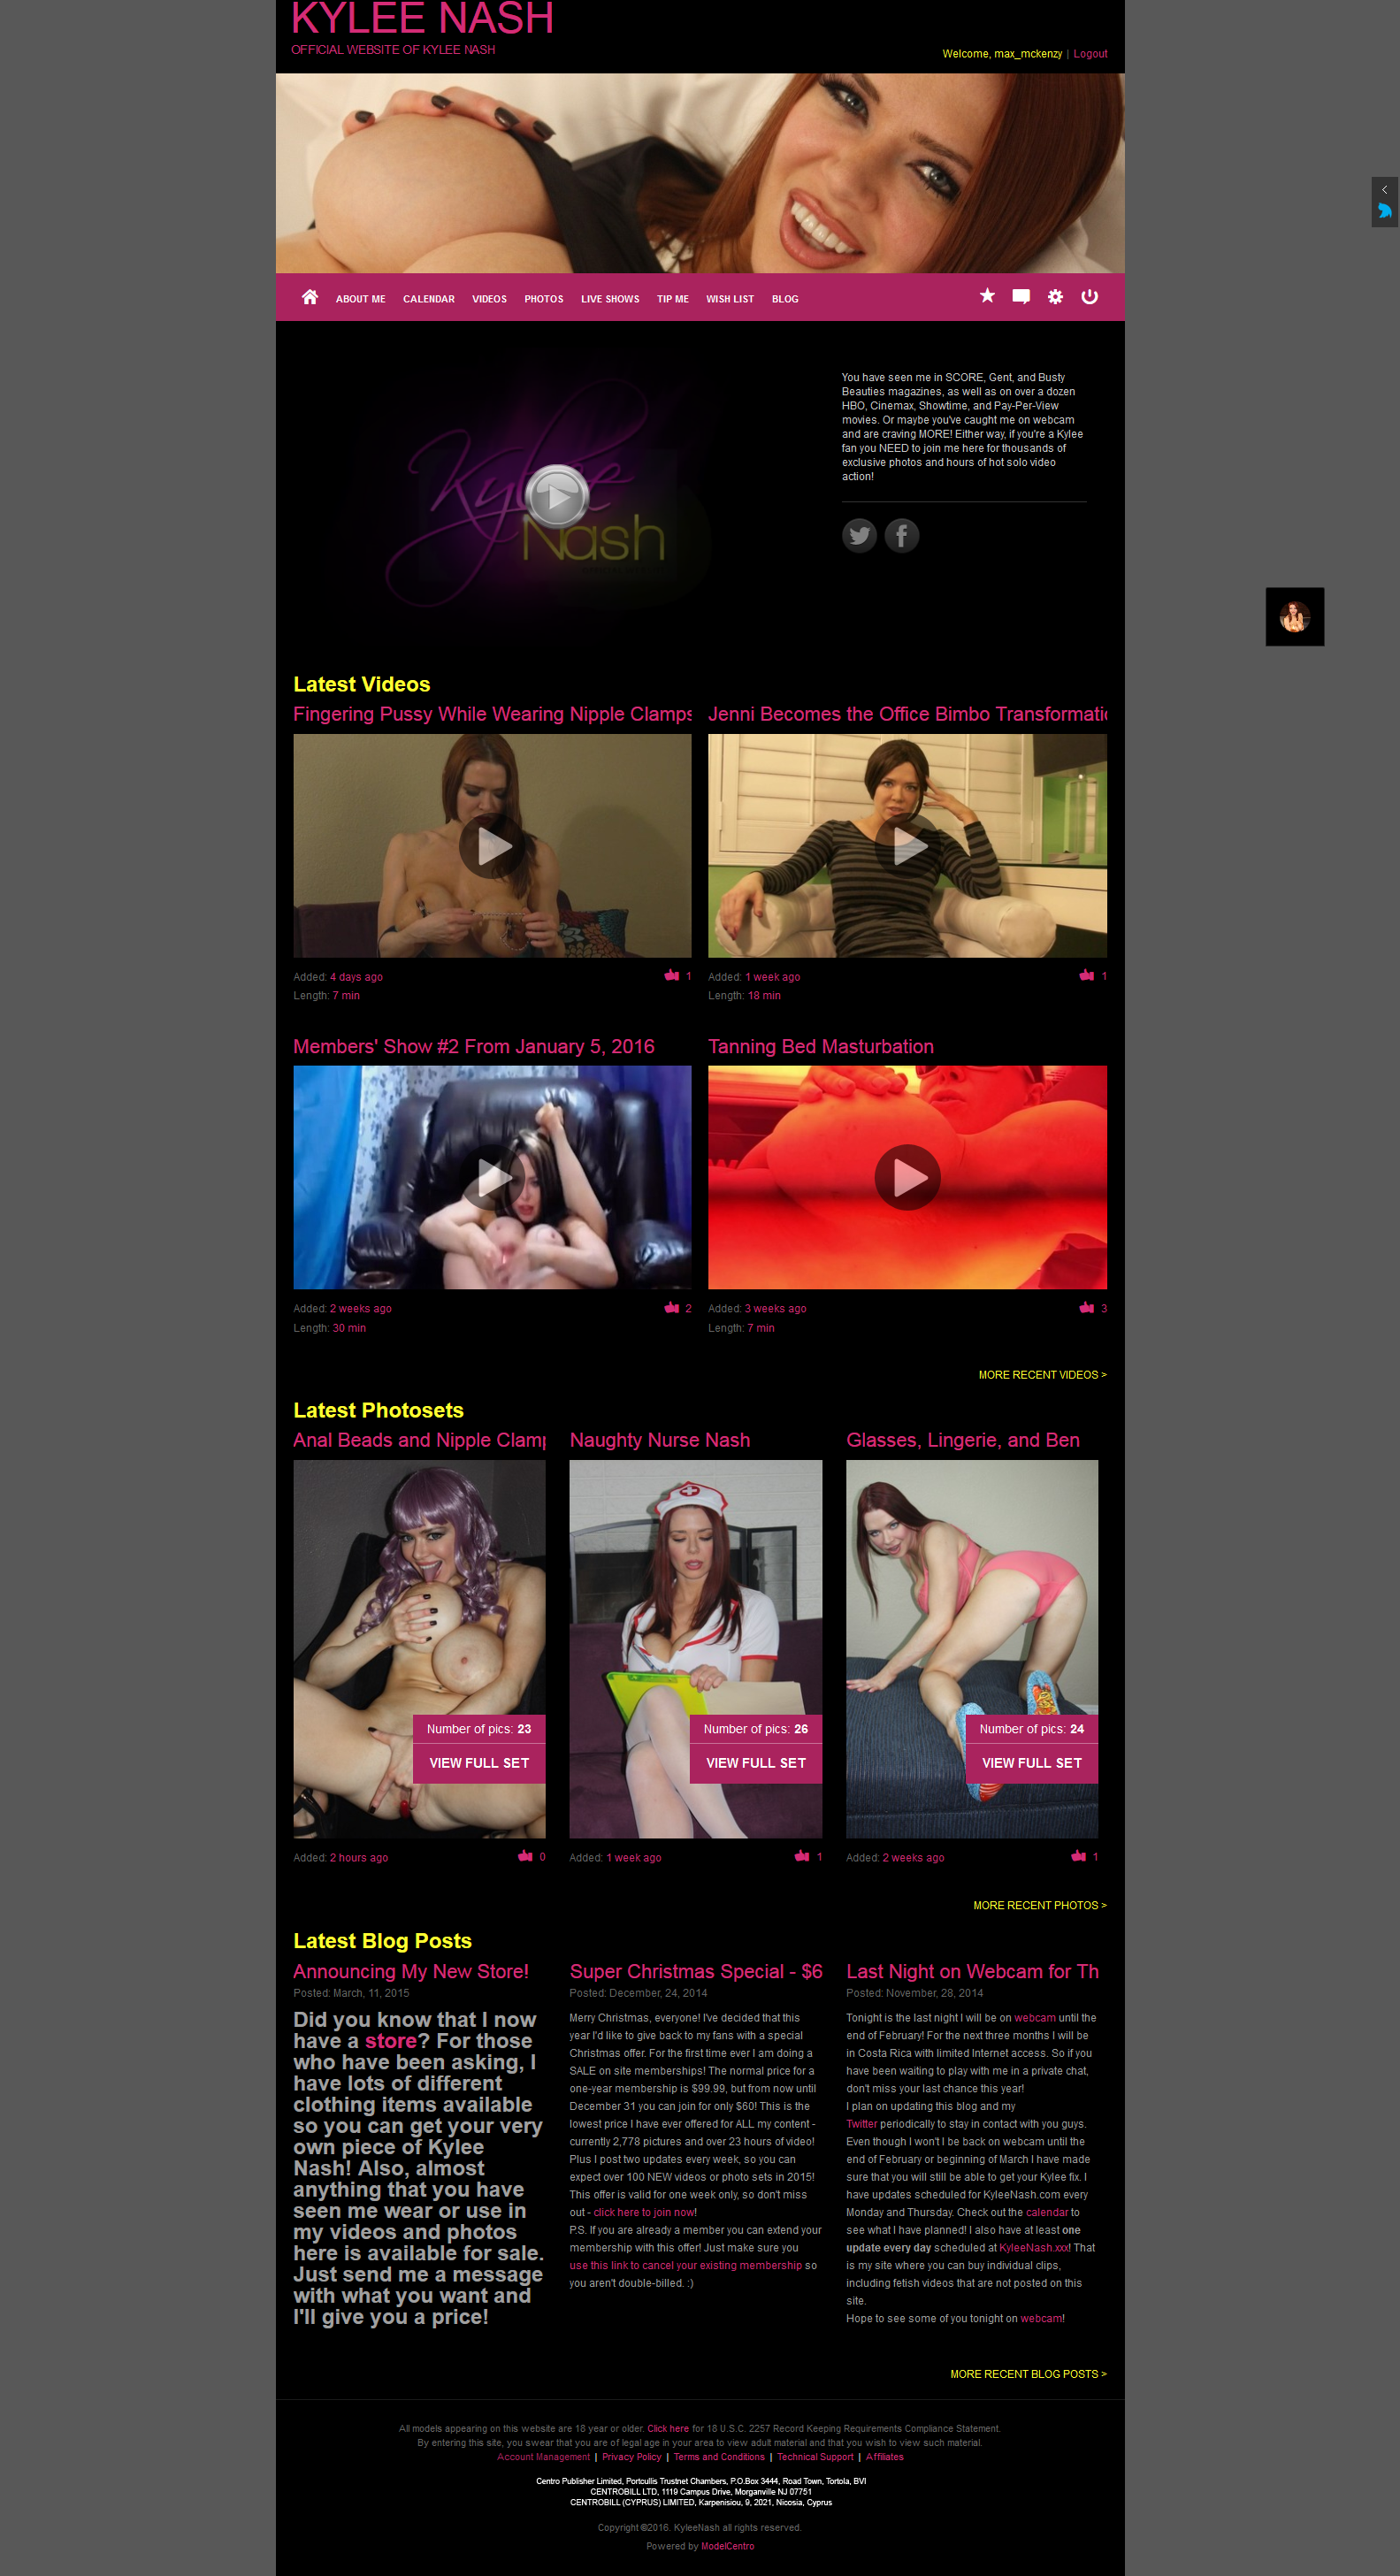 KYLEE NASH
OFFICIAL WEBSITE OF KYLEE NASH
Welcome, max_mckenzy | Logout
ABOUT ME CALENDAR VIDEOS PHOTOS LIVE SHOWS TIP ME WISH LIST BLOG
Kylee
Nash
You have seen me in SCORE, Gent, and Busty
Beauties magazines, as well as on over a dozen
HBO, Cinemax, Showtime, and Pay-Per-View
movies. Or maybe you've caught me on webcam
and are craving MORE! Either way, if you're a Kylee
fan you NEED to join me here for thousands of
exclusive photos and hours of hot solo video
action!
Latest Videos
Fingering Pussy While Wearing Nipple Clamps
Added: 4 days ago 1
Length: 7 min
Jenni Becomes the Office Bimbo Transformatic
Added: 1 week ago 1
Length: 18 min
Members' Show #2 From January 5, 2016
Added: 2 weeks ago 2
Length: 30 min
Tanning Bed Masturbation
Added: 3 weeks ago 3
Length: 7 min
MORE RECENT VIDEOS >
Latest Photosets
Anal Beads and Nipple Clamp
Number of pics: 23
VIEW FULL SET
Added: 2 hours ago 0
Naughty Nurse Nash
Number of pics: 26
VIEW FULL SET
Added: 1 week ago 1
Glasses, Lingerie, and Ben
Number of pics: 24
VIEW FULL SET
Added: 2 weeks ago 1
MORE RECENT PHOTOS >
Latest Blog Posts
Announcing My New Store!
Posted: March, 11, 2015
Did you know that I now
have a store? For those
who have been asking, I
have lots of different
clothing items available
so you can get your very
own piece of Kylee
Nash! Also, almost
anything that you have
seen me wear or use in
my videos and photos
here is available for sale.
Just send me a message
with what you want and
I'll give you a price!
Super Christmas Special - $6
Posted: December, 24, 2014
Merry Christmas, everyone! I've decided that this
year I'd like to give back to my fans with a special
Christmas offer. For the first time ever I am doing a
SALE on site memberships! The normal price for a
one-year membership is $99.99, but from now until
December 31 you can join for only $60! This is the
lowest price I have ever offered for ALL my content -
currently 2,778 pictures and over 23 hours of video!
Plus I post two updates every week, so you can
expect over 100 NEW videos or photo sets in 2015!
This offer is valid for one week only, so don't miss
out - click here to join now!
P.S. If you are already a member you can extend your
membership with this offer! Just make sure you
use this link to cancel your existing membership so
you aren't double-billed. :)
Last Night on Webcam for Th
Posted: November, 28, 2014
Tonight is the last night I will be on webcam until the
end of February! For the next three months I will be
in Costa Rica with limited Internet access. So if you
have been waiting to play with me in a private chat,
don't miss your last chance this year!
I plan on updating this blog and my
Twitter periodically to stay in contact with you guys.
Even though I won't I be back on webcam until the
end of February or beginning of March I have made
sure that you will still be able to get your Kylee fix. I
have updates scheduled for KyleeNash.com every
Monday and Thursday. Check out the calendar to
see what I have planned! I also have at least one
update every day scheduled at KyleeNash.xxx! That
is my site where you can buy individual clips,
including fetish videos that are not posted on this
site.
Hope to see some of you tonight on webcam!
MORE RECENT BLOG POSTS >
All models appearing on this website are 18 year or older. Click here for 18 U.S.C. 2257 Record Keeping Requirements Compliance Statement.
By entering this site, you swear that you are of legal age in your area to view adult material and that you wish to view such material.
Account Management | Privacy Policy | Terms and Conditions | Technical Support | Affiliates
Centro Publisher Limited, Portcullis Trustnet Chambers, P.O.Box 3444, Road Town, Tortola, BVI
CENTROBILL LTD, 1119 Campus Drive, Morganville NJ 07751
CENTROBILL (CYPRUS) LIMITED, Karpenisiou, 9, 2021, Nicosia, Cyprus
Copyright ©2016. KyleeNash all rights reserved.
Powered by ModelCentro